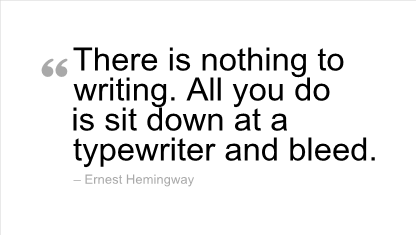 “There is nothing to
writing. All you do
is sit down at a
typewriter and bleed.
– Ernest Hemingway